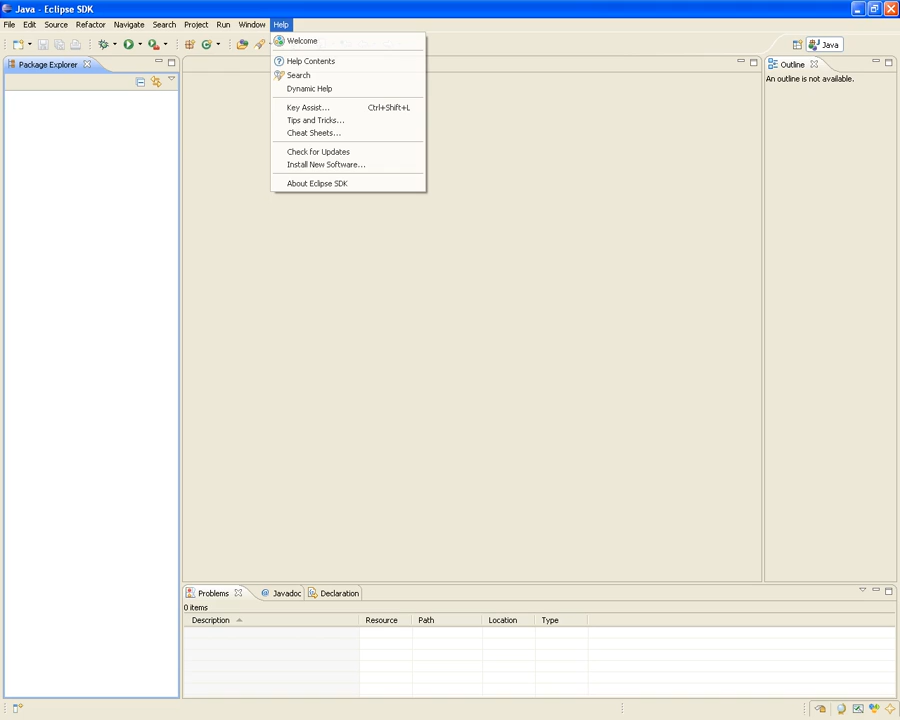 Java - Eclipse SDK
File Edit Source Refactor Navigate Search Project Run Window Help
Java
Package Explorer
Welcome
Help Contents
Search
Dynamic Help
Key Assist... Ctrl+Shift+L
Tips and Tricks...
Cheat Sheets...
Check for Updates
Install New Software...
About Eclipse SDK
Outline
An outline is not available.
Problems Javadoc Declaration
0 items
Description Resource Path Location Type